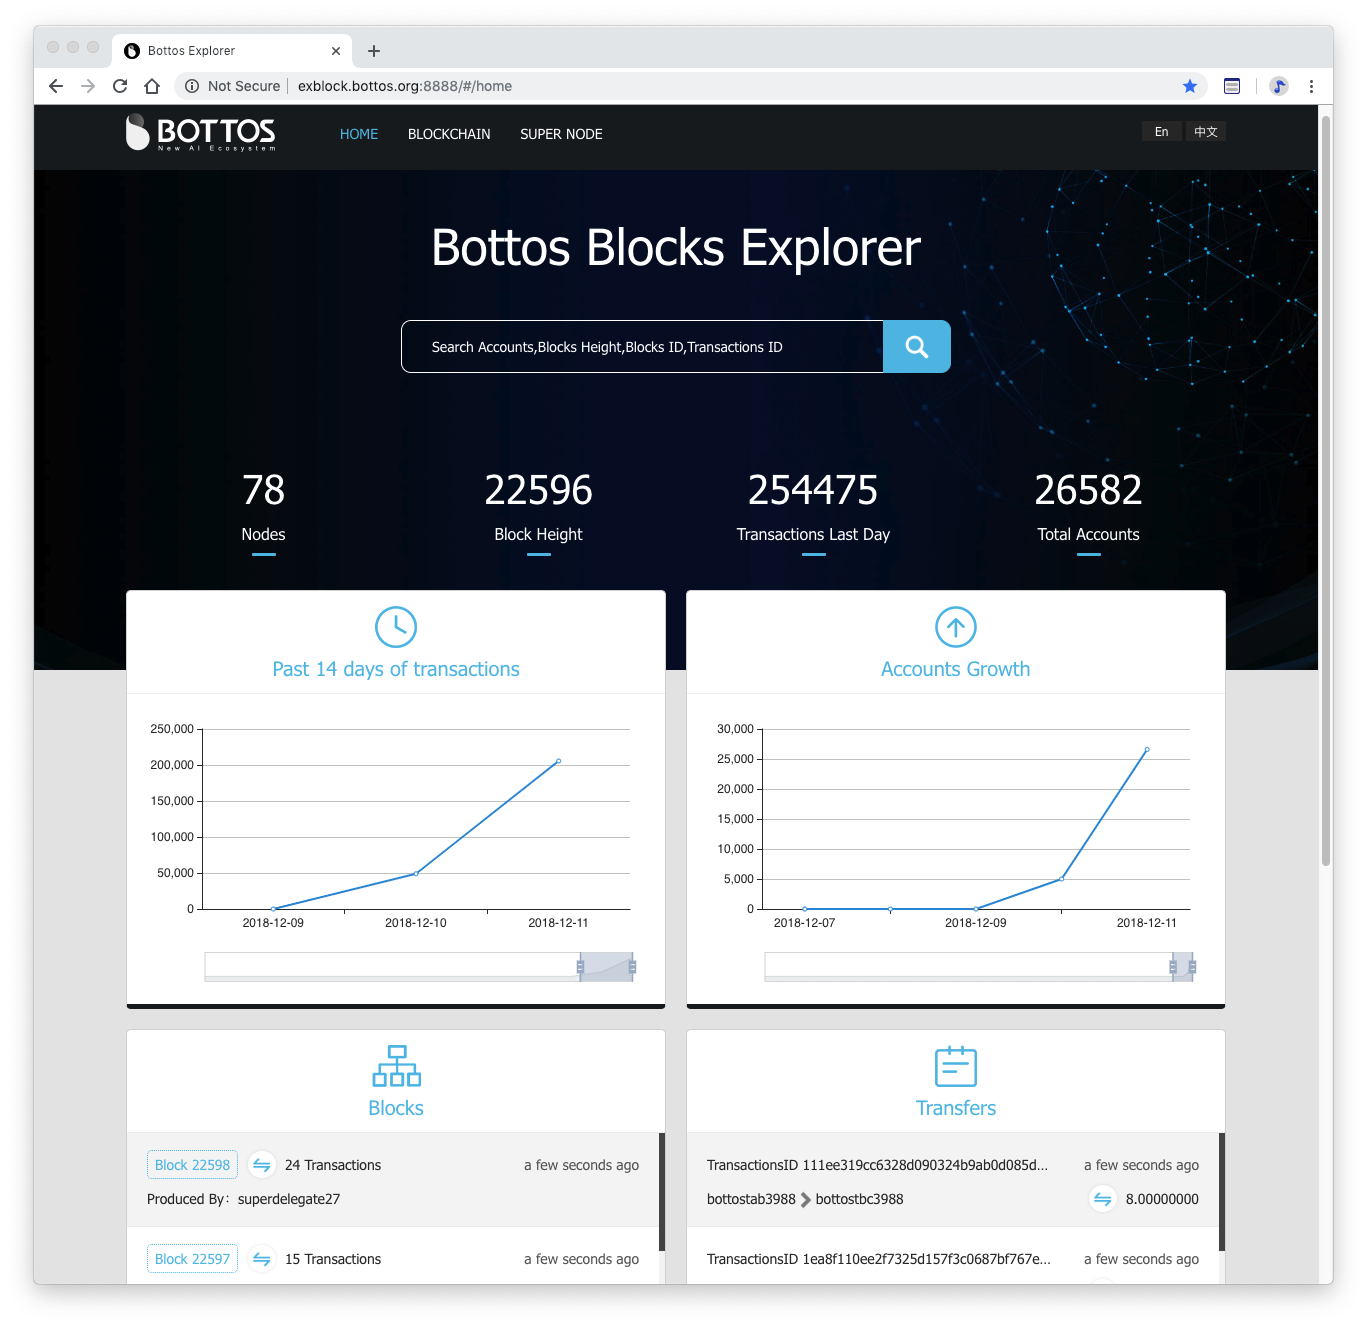 Bottos Explorer
Not Secure | exblock.bottos.org:8888/#/home
BOTTOS
New AI Ecosystem
HOME BLOCKCHAIN SUPER NODE
En 中文
Bottos Blocks Explorer
Search Accounts,Blocks Height,Blocks ID,Transactions ID
78 22596 254475 26582
Nodes Block Height Transactions Last Day Total Accounts
Past 14 days of transactions
250,000
200,000
150,000
100,000
50,000
0
2018-12-09 2018-12-10 2018-12-11
Accounts Growth
30,000
25,000
20,000
15,000
10,000
5,000
0
2018-12-07 2018-12-09 2018-12-11
Blocks
Block 22598 24 Transactions a few seconds ago
Produced By： superdelegate27
Block 22597 15 Transactions a few seconds ago
Transfers
TransactionsID 111ee319cc6328d090324b9ab0d085d... a few seconds ago
bottostab3988 bottostbc3988 8.00000000
TransactionsID 1ea8f110ee2f7325d157f3c0687bf767e... a few seconds ago